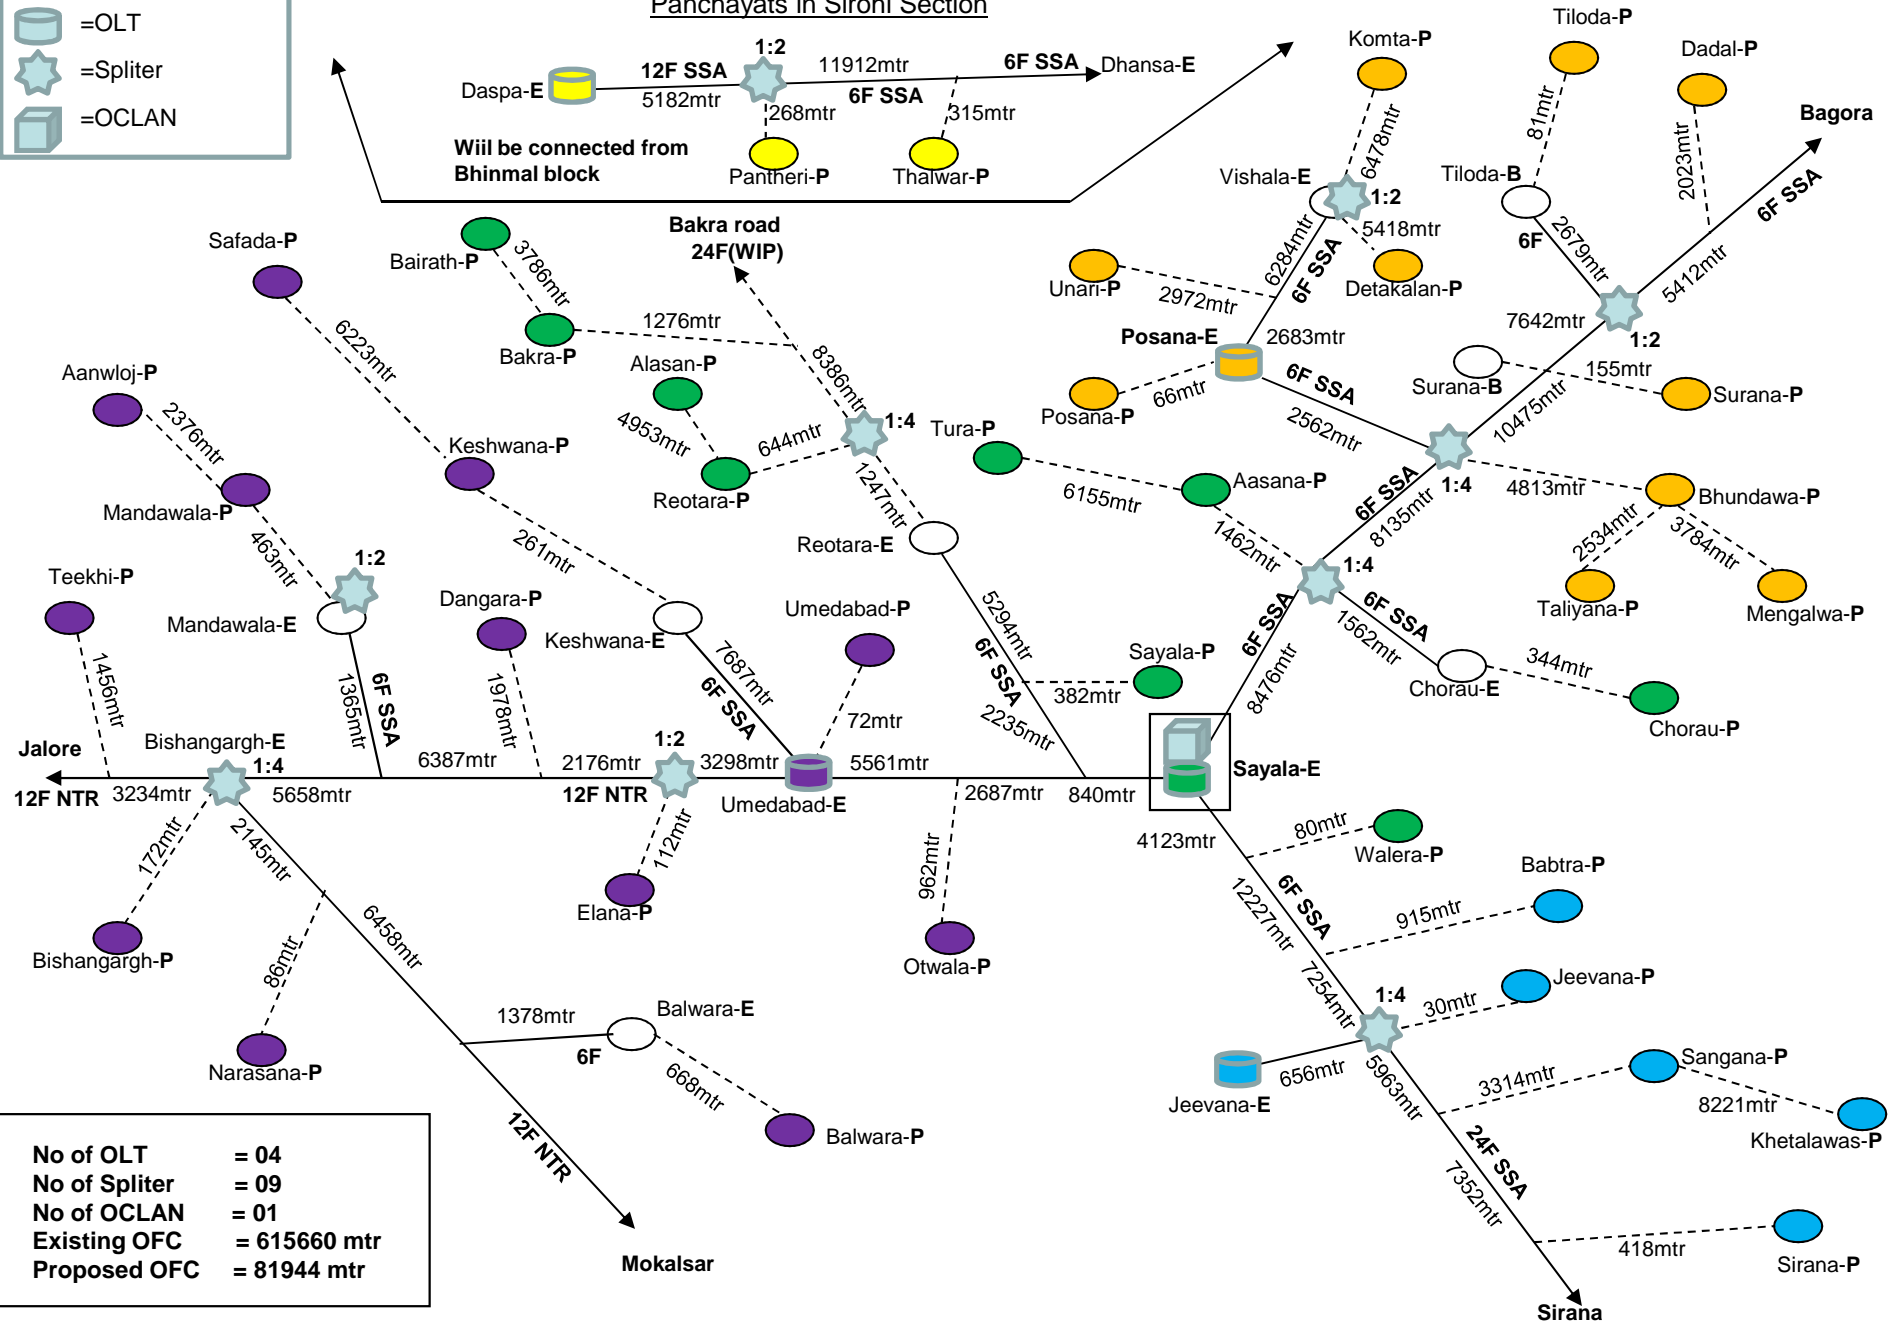 Panchayats in Sirohi Section
=OLT
=Spliter
=OCLAN
1:2
12F SSA
11912mtr
6F SSA
Dhansa-E
Daspa-E
5182mtr
6F SSA
268mtr
315mtr
Wiil be connected from
Bhinmal block
Pantheri-P
Thalwar-P
Komta-P
Tiloda-P
Dadal-P
Bagora
6478mtr
81mtr
2023mtr
Vishala-E
1:2
Tiloda-B
6F SSA
5418mtr
6F
2679mtr
5412mtr
6284mtr
6F SSA
Unari-P
2972mtr
Detakalan-P
Posana-E
2683mtr
7642mtr
1:2
6F SSA
Surana-B
155mtr
Surana-P
Posana-P
66mtr
2562mtr
10475mtr
Bakra road
24F(WIP)
Safada-P
Bairath-P
3786mtr
1276mtr
Bakra-P
6223mtr
8386mtr
Alasan-P
Aanwloj-P
2376mtr
4953mtr
644mtr
1:4
Tura-P
Keshwana-P
Reotara-P
1247mtr
6155mtr
Aasana-P
6F SSA
1:4
4813mtr
Bhundawa-P
8135mtr
Mandawala-P
463mtr
261mtr
Reotara-E
1462mtr
2534mtr
3784mtr
1:4
Taliyana-P
Mengalwa-P
Teekhi-P
1:2
Dangara-P
Umedabad-P
5294mtr
6F SSA
6F SSA
1562mtr
Mandawala-E
Keshwana-E
7687mtr
6F SSA
6F SSA
Sayala-P
344mtr
1456mtr
1365mtr
6F SSA
1978mtr
72mtr
2235mtr
382mtr
8476mtr
Chorau-E
Chorau-P
Jalore
Bishangargh-E
1:4
6387mtr
2176mtr
1:2
3298mtr
5561mtr
Sayala-E
12F NTR
3234mtr
5658mtr
12F NTR
Umedabad-E
2687mtr
840mtr
172mtr
2145mtr
112mtr
4123mtr
80mtr
Walera-P
962mtr
12227mtr
6F SSA
Babtra-P
915mtr
Elana-P
6458mtr
Bishangargh-P
86mtr
Otwala-P
7254mtr
1:4
30mtr
Jeevana-P
1378mtr
Balwara-E
6F
Narasana-P
668mtr
656mtr
Jeevana-E
5963mtr
3314mtr
Sangana-P
8221mtr
Khetalawas-P
12F NTR
Balwara-P
24F SSA
7352mtr
418mtr
Sirana-P
Mokalsar
Sirana
No of OLT = 04
No of Spliter = 09
No of OCLAN = 01
Existing OFC = 615660 mtr
Proposed OFC = 81944 mtr